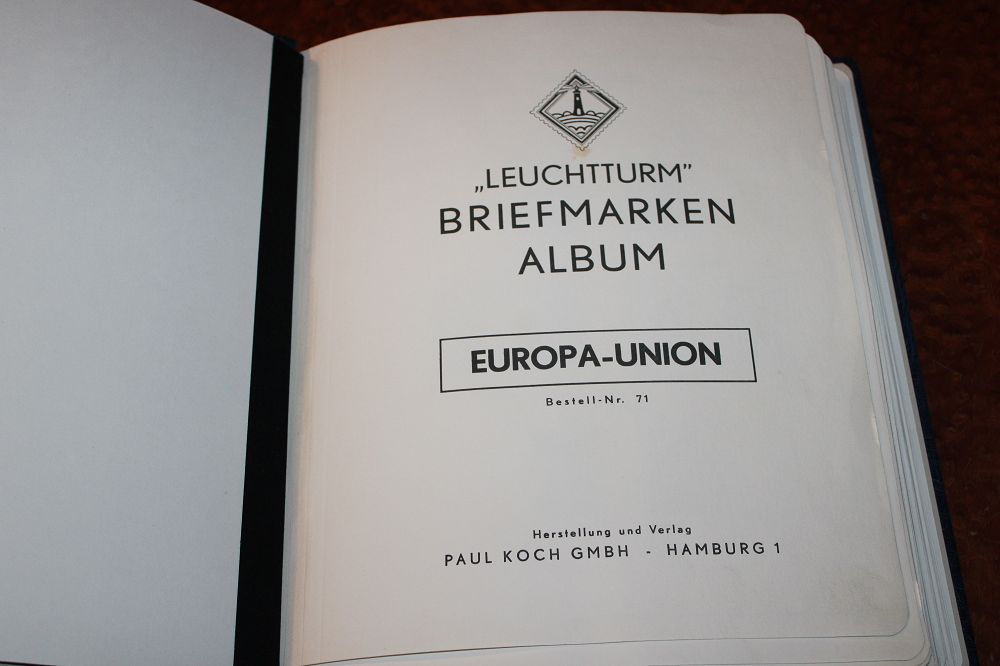 „LEUCHTTURM”
BRIEFMARKEN
ALBUM
EUROPA-UNION
Bestell-Nr. 71
Herstellung und Verlag
PAUL KOCH GMBH - HAMBURG 1